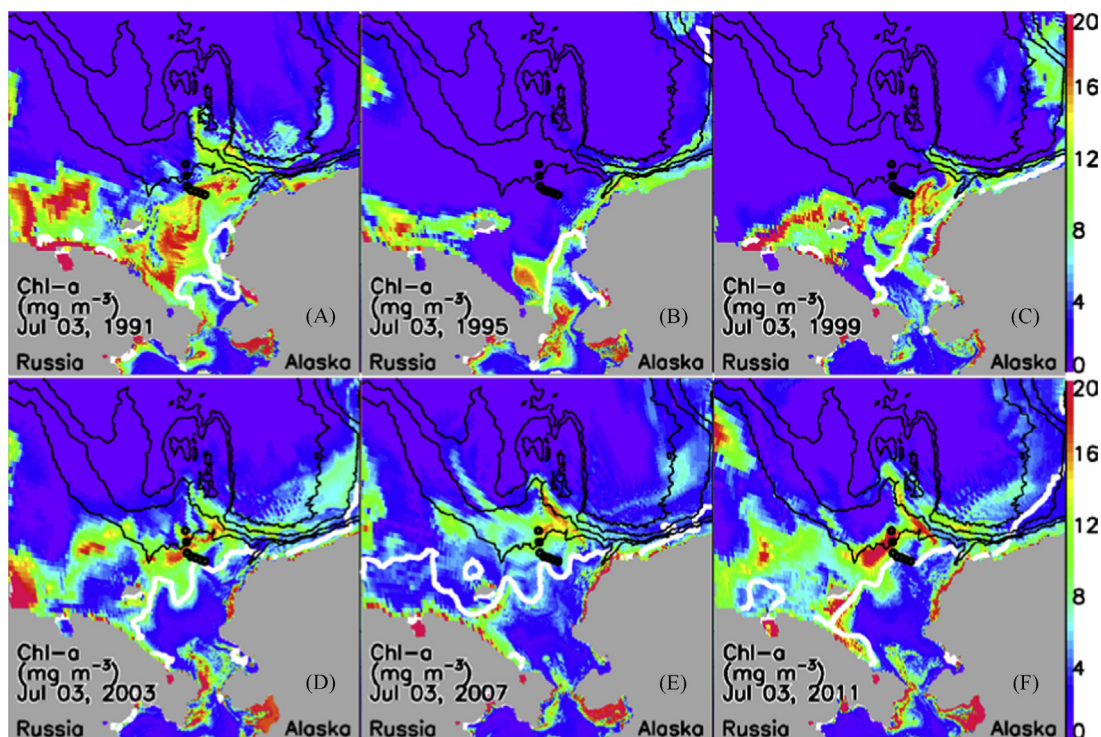 20
16
12
8
4
0
Chl-a
(mg m⁻³)
Jul 03, 1991
(A)
Russia
Alaska
Chl-a
(mg m⁻³)
Jul 03, 1995
(B)
Russia
Alaska
Chl-a
(mg m⁻³)
Jul 03, 1999
(C)
Russia
Alaska
20
16
12
8
4
0
Chl-a
(mg m⁻³)
Jul 03, 2003
(D)
Russia
Alaska
Chl-a
(mg m⁻³)
Jul 03, 2007
(E)
Russia
Alaska
Chl-a
(mg m⁻³)
Jul 03, 2011
(F)
Russia
Alaska